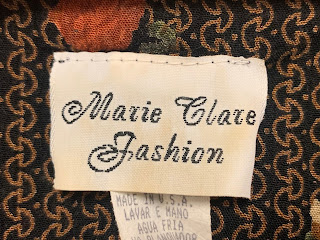 Marie Clare
Fashion
MADE IN U.S.A.
LAVAR E MANO
AGUA FRIA